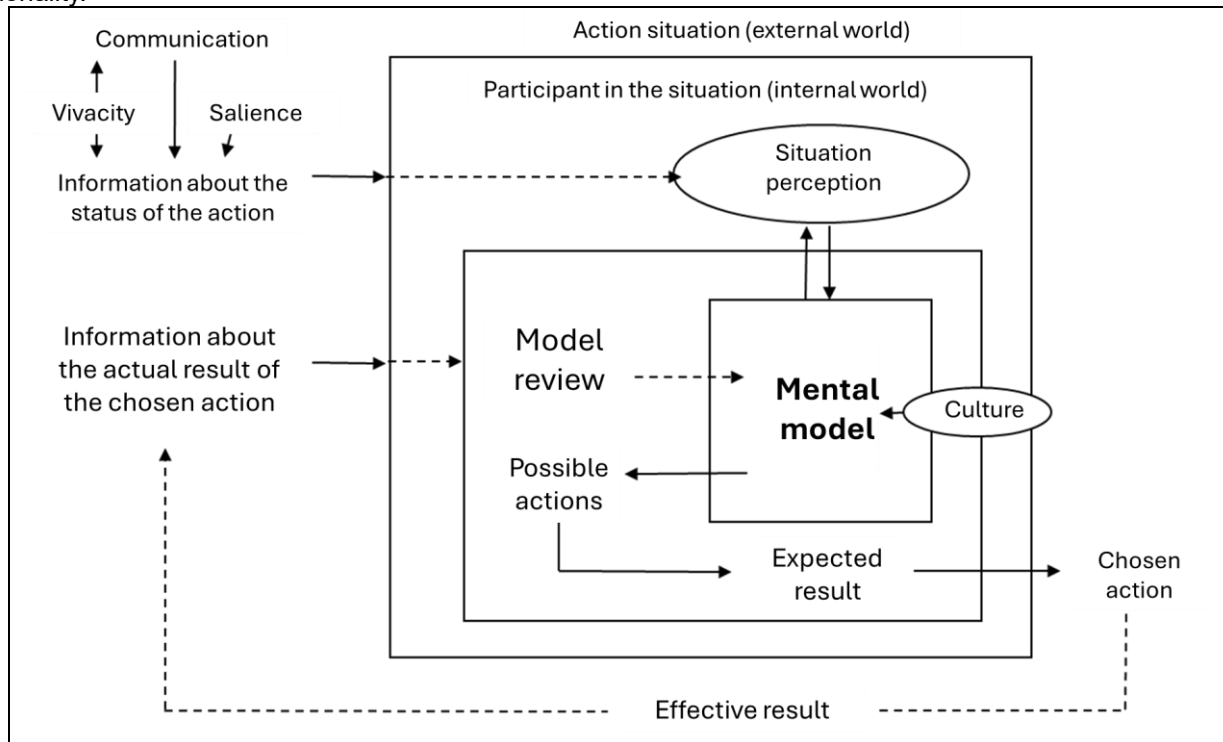 Communication
Action situation (external world)
Participant in the situation (internal world)
Vivacity
Salience
Situation
perception
Information about the
status of the action
Information about
the actual result of
the chosen action
Model
review
Mental
model
Culture
Possible
actions
Expected
result
Chosen
action
Effective result